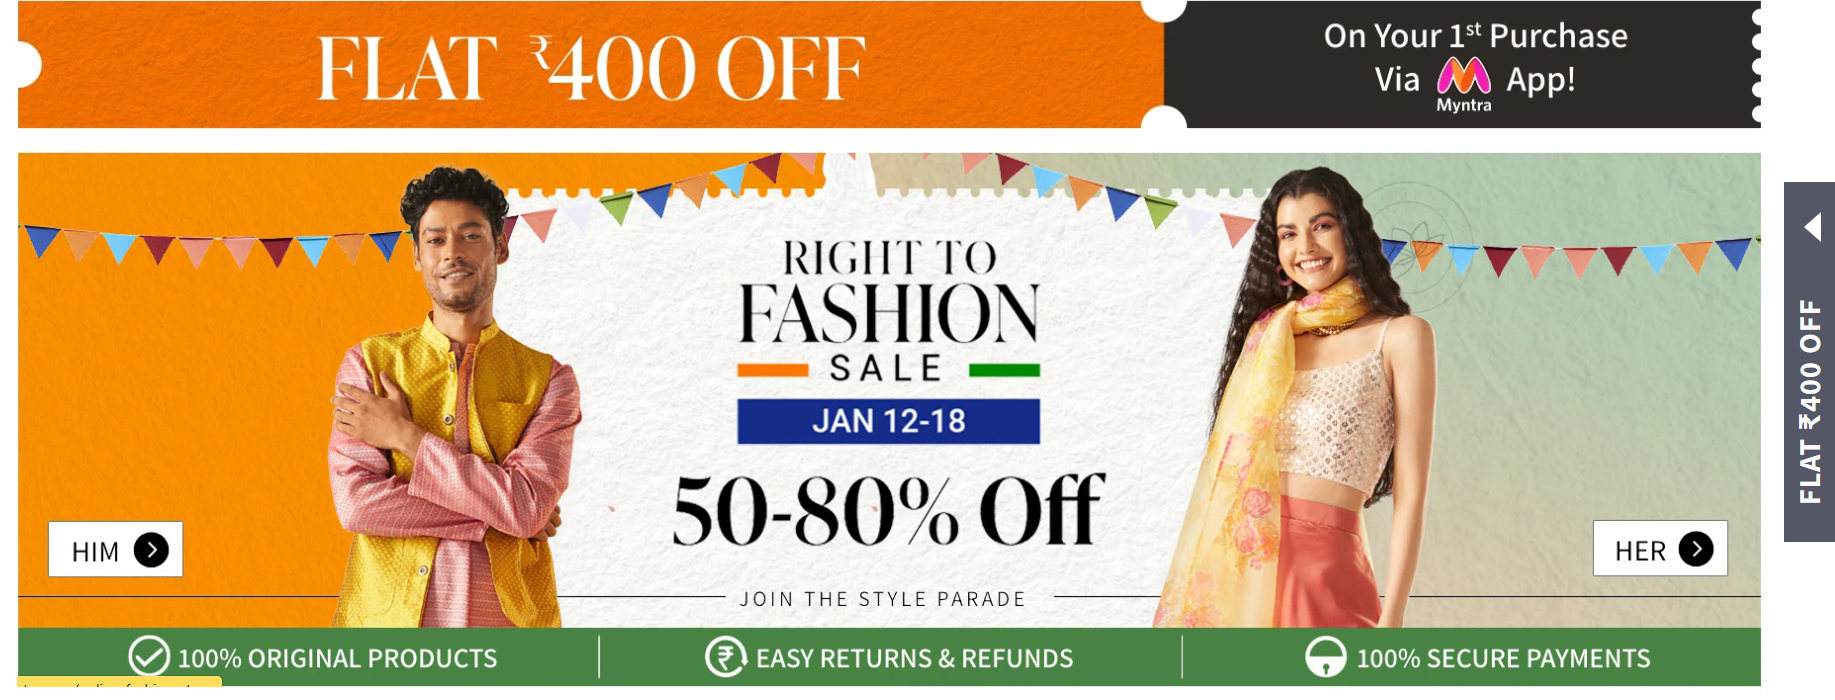 FLAT ₹400 OFF
On Your 1st Purchase
Via Myntra App!
RIGHT TO
FASHION
SALE
JAN 12-18
50-80% Off
JOIN THE STYLE PARADE
HIM
HER
100% ORIGINAL PRODUCTS
EASY RETURNS & REFUNDS
100% SECURE PAYMENTS
FLAT ₹400 OFF